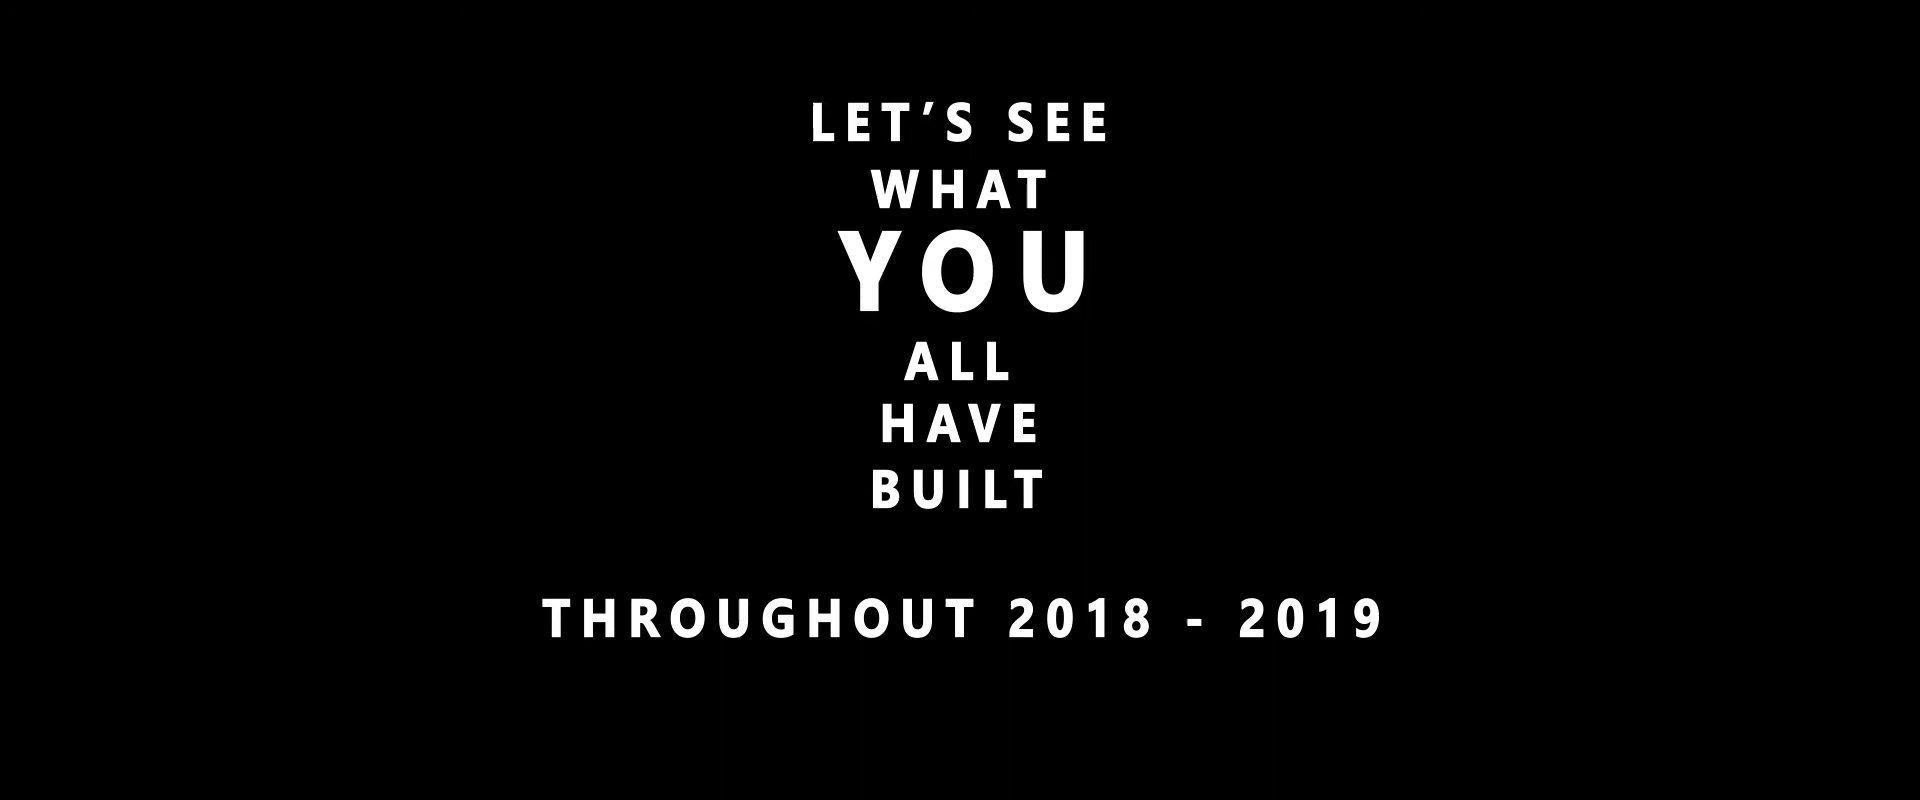 LET’S SEE
WHAT
YOU
ALL
HAVE
BUILT
THROUGHOUT 2018 - 2019